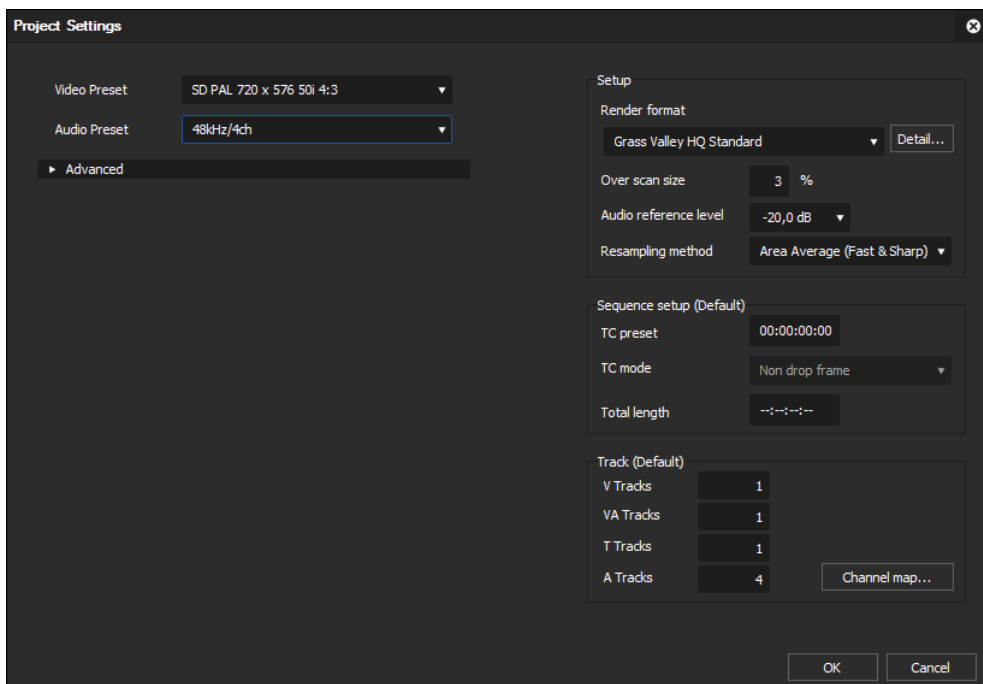 Project Settings
Video Preset SD PAL 720 x 576 50i 4:3
Audio Preset 48kHz/4ch
Advanced
Setup
Render format
Grass Valley HQ Standard Detail...
Over scan size 3 %
Audio reference level -20,0 dB
Resampling method Area Average (Fast & Sharp)
Sequence setup (Default)
TC preset 00:00:00:00
TC mode Non drop frame
Total length --:--:--:--
Track (Default)
V Tracks 1
VA Tracks 1
T Tracks 1
A Tracks 4 Channel map...
OK Cancel